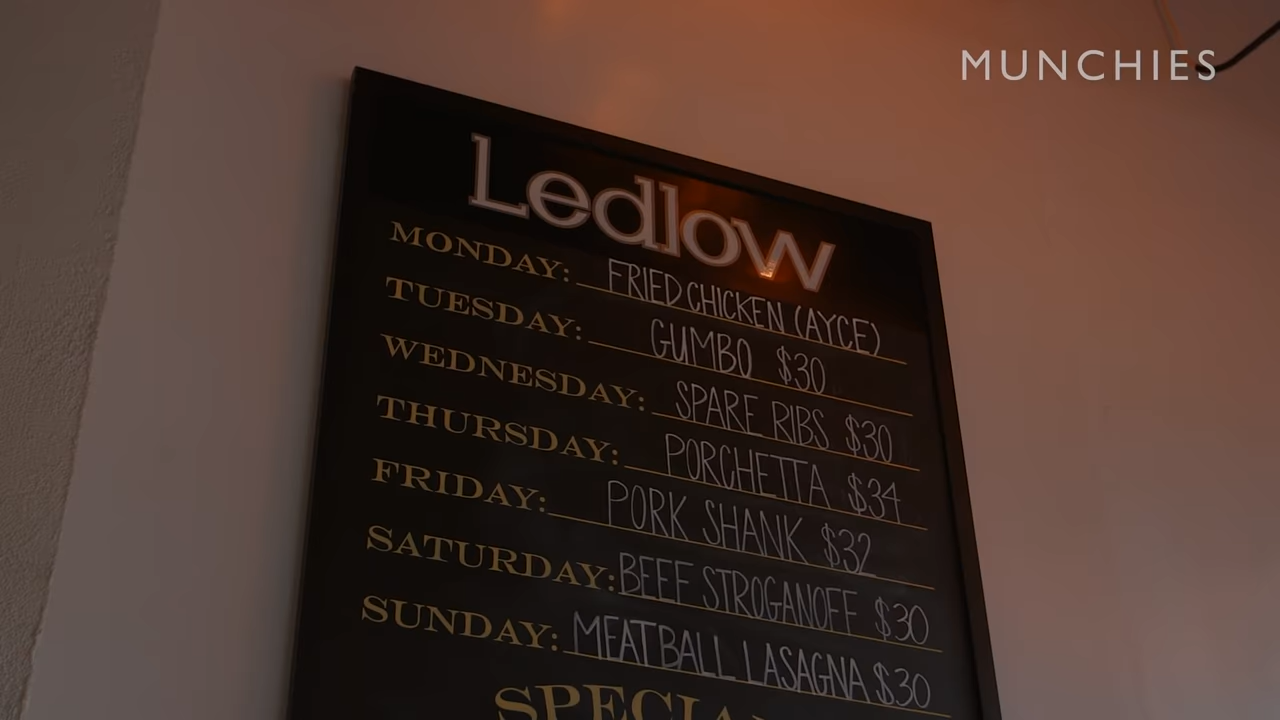 MUNCHIES
Ledlow
MONDAY: FRIED CHICKEN (AYCE)
TUESDAY: GUMBO $30
WEDNESDAY: SPARE RIBS $30
THURSDAY: PORCHETTA $34
FRIDAY: PORK SHANK $32
SATURDAY: BEEF STROGANOFF $30
SUNDAY: MEATBALL LASAGNA $30